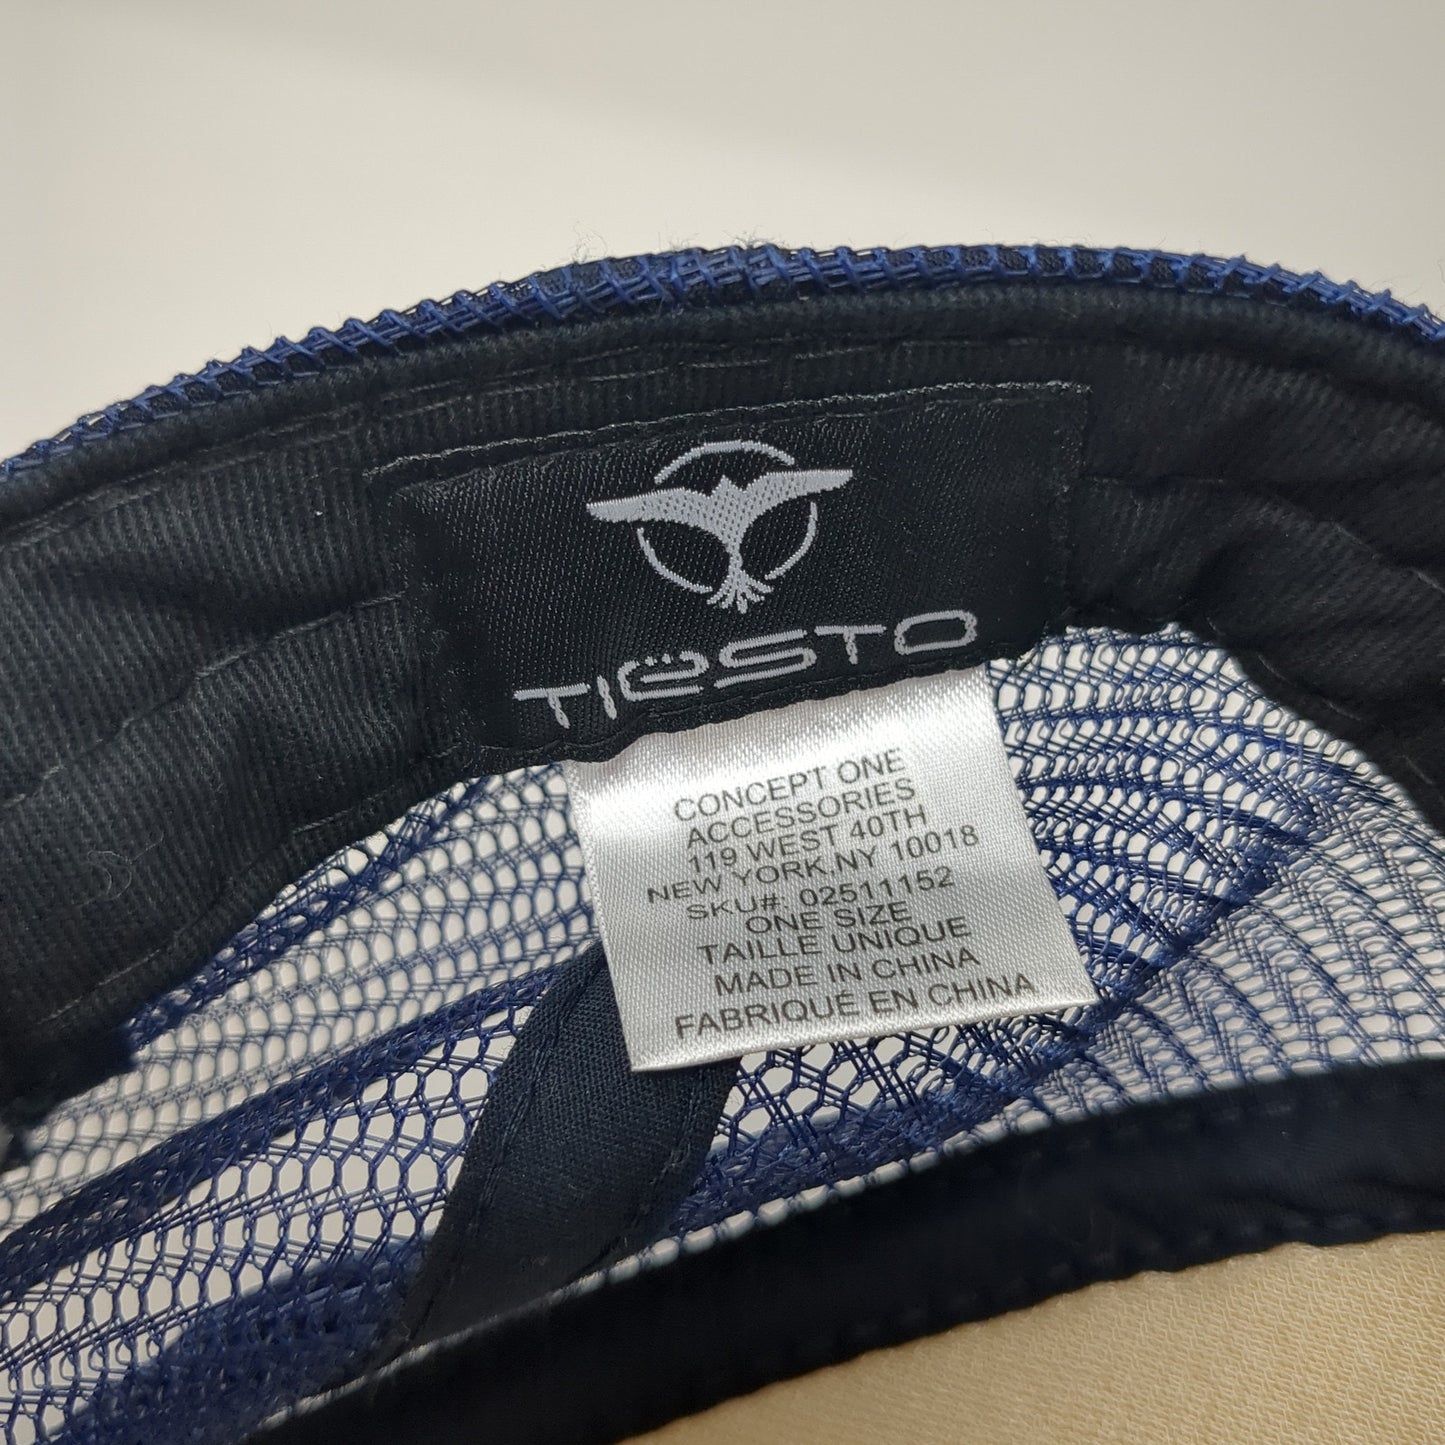 TIËSTO
CONCEPT ONE
ACCESSORIES
119 WEST 40TH
NEW YORK,NY 10018
SKU#: 02511152
ONE SIZE
TAILLE UNIQUE
MADE IN CHINA
FABRIQUÉ EN CHINA